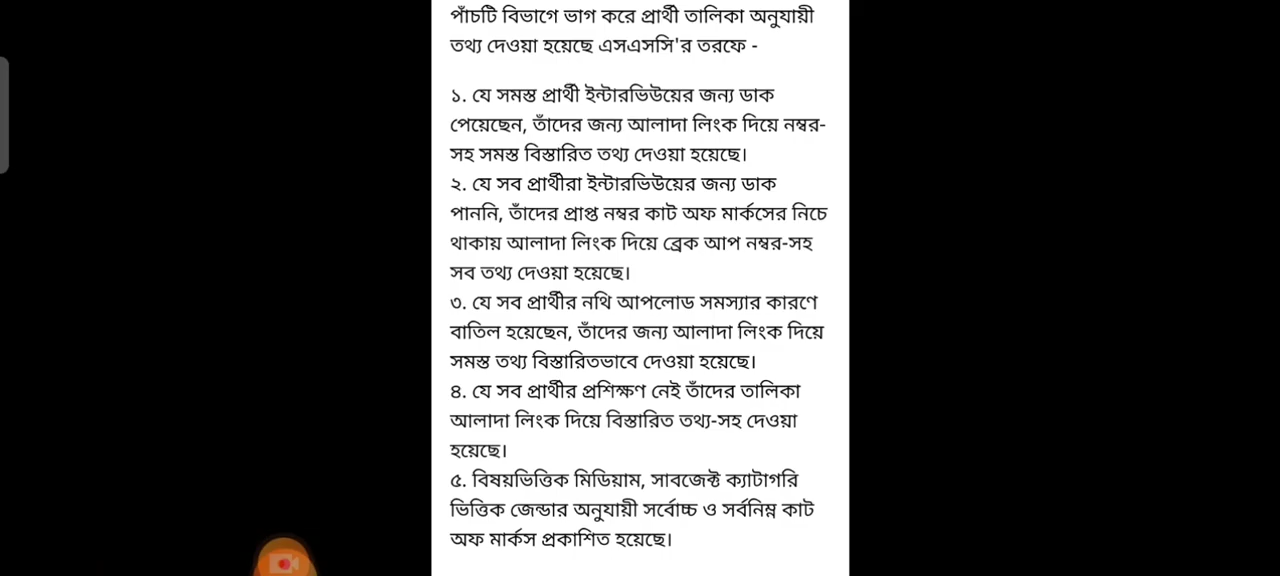 পাঁচটি বিভাগে ভাগ করে প্রার্থী তালিকা অনুযায়ী
তথ্য দেওয়া হয়েছে এসএসসি'র তরফে -
১. যে সমস্ত প্রার্থী ইন্টারভিউয়ের জন্য ডাক
পেয়েছেন, তাঁদের জন্য আলাদা লিংক দিয়ে নম্বর-
সহ সমস্ত বিস্তারিত তথ্য দেওয়া হয়েছে।
২. যে সব প্রার্থীরা ইন্টারভিউয়ের জন্য ডাক
পাননি, তাঁদের প্রাপ্ত নম্বর কাট অফ মার্কসের নিচে
থাকায় আলাদা লিংক দিয়ে ব্রেক আপ নম্বর-সহ
সব তথ্য দেওয়া হয়েছে।
৩. যে সব প্রার্থীর নথি আপলোড সমস্যার কারণে
বাতিল হয়েছেন, তাঁদের জন্য আলাদা লিংক দিয়ে
সমস্ত তথ্য বিস্তারিতভাবে দেওয়া হয়েছে।
৪. যে সব প্রার্থীর প্রশিক্ষণ নেই তাঁদের তালিকা
আলাদা লিংক দিয়ে বিস্তারিত তথ্য-সহ দেওয়া
হয়েছে।
৫. বিষয়ভিত্তিক মিডিয়াম, সাবজেক্ট ক্যাটাগরি
ভিত্তিক জেন্ডার অনুযায়ী সর্বোচ্চ ও সর্বনিম্ন কাট
অফ মার্কস প্রকাশিত হয়েছে।